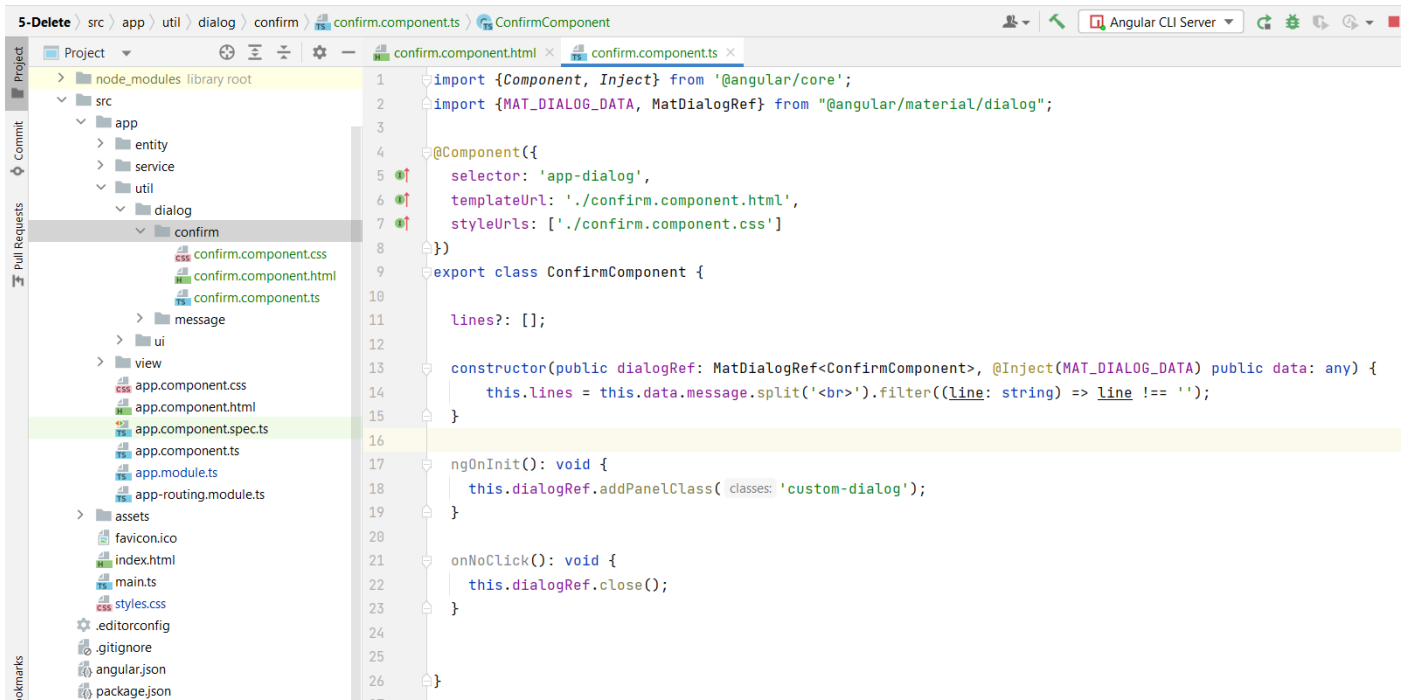 5-Delete 〉 src 〉 app 〉 util 〉 dialog 〉 confirm 〉 confirm.component.ts 〉 ConfirmComponent
Angular CLI Server
Project
confirm.component.html ×
confirm.component.ts ×
Project
Commit
Pull Requests
node_modules library root
src
app
entity
service
util
dialog
confirm
confirm.component.css
confirm.component.html
confirm.component.ts
message
ui
view
app.component.css
app.component.html
app.component.spec.ts
app.component.ts
app.module.ts
app-routing.module.ts
assets
favicon.ico
index.html
main.ts
styles.css
.editorconfig
.gitignore
angular.json
package.json
1 import {Component, Inject} from '@angular/core';
2 import {MAT_DIALOG_DATA, MatDialogRef} from "@angular/material/dialog";
3
4 @Component({
5 selector: 'app-dialog',
6 templateUrl: './confirm.component.html',
7 styleUrls: ['./confirm.component.css']
8 })
9 export class ConfirmComponent {
10
11 lines?: [];
12
13 constructor(public dialogRef: MatDialogRef<ConfirmComponent>, @Inject(MAT_DIALOG_DATA) public data: any) {
14 this.lines = this.data.message.split('<br>').filter((line: string) => line !== '');
15 }
16
17 ngOnInit(): void {
18 this.dialogRef.addPanelClass( classes: 'custom-dialog');
19 }
20
21 onNoClick(): void {
22 this.dialogRef.close();
23 }
24
25
26 }